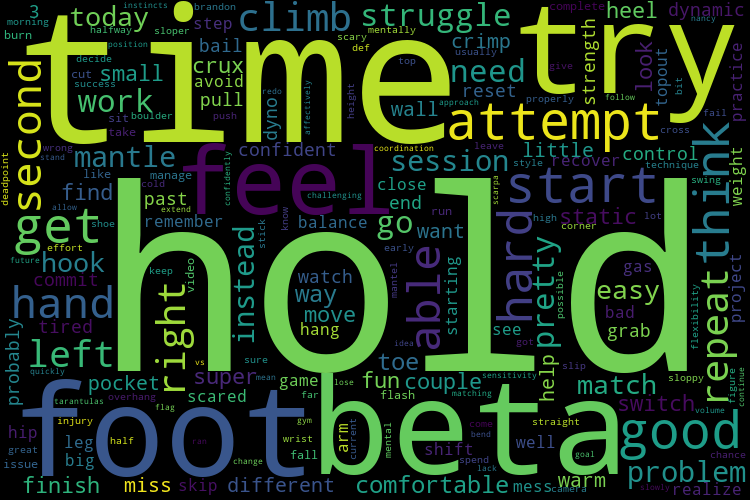 morning
instincts
brandon
complete
3
today
climb
struggle
heel
dynamic
burn
halfway
position
sloper
step
bail
scary
def
mentally
usually
crimp
decide
cut
success
small
crux
avoid
top
need
strength
look
topout
practice
time
try
second
work
boulder
pull
dyno
height
affectively
wall
reset
give
properly
bit
attempt
sit
take
push
redo
approach
follow
fail
wrong
stand
mantle
confident
coordination
leave
cross
deadpoint
like
manage
feel
session
little
control
style
recover
technique
think
weight
find
cold
past
confidently
challenging
close
start
swing
allow
shoe
extend
know
end
scarpa
get
remember
balance
go
run
high
lot
static
effort
stick
want
early
corner
future
hook
keep
instead
watch
hold
able
starting
hard
pretty
gas
project
commit
video
way
mantel
see
possible
easy
bad
flexibility
hand
tired
right
move
grab
hang
idea
got
repeat
probably
left
vs
sure
toe
help
slip
quickly
pocket
super
mean
game
fun
couple
sensitivity
match
sloppy
figure
continue
tarantulas
overhang
scared
far
close
flash
matching
switch
volume
foot
flag
injury
gym
beta
come
straight
good
hip
leg
half
ran
wrist
arm
current
shift
bend
well
goal
chance
great
issue
big
change
fall
mental
spend
lack
problem
finish
miss
skip
different
comfortable
mess
camera
warm
slowly
realize